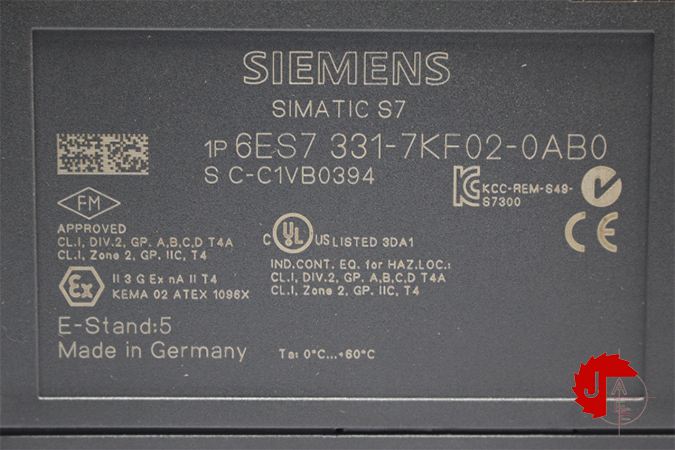 SIEMENS
SIMATIC S7
1P 6ES7 331-7KF02-0AB0
S C-C1VB0394
KCC-REM-S49-
S7300
FM
APPROVED
CL.I, DIV.2, GP. A,B,C,D T4A
CL.I, Zone 2, GP. IIC, T4
C UL US LISTED 3DA1
IND.CONT. EQ. for HAZ.LOC.:
CL.I, DIV.2, GP. A,B,C,D T4A
CL.I, Zone 2, GP. IIC, T4
CE
Ex II 3 G Ex nA II T4
KEMA 02 ATEX 1096X
E-Stand:5
Made in Germany
Ta: 0°C...+60°C
JAFE